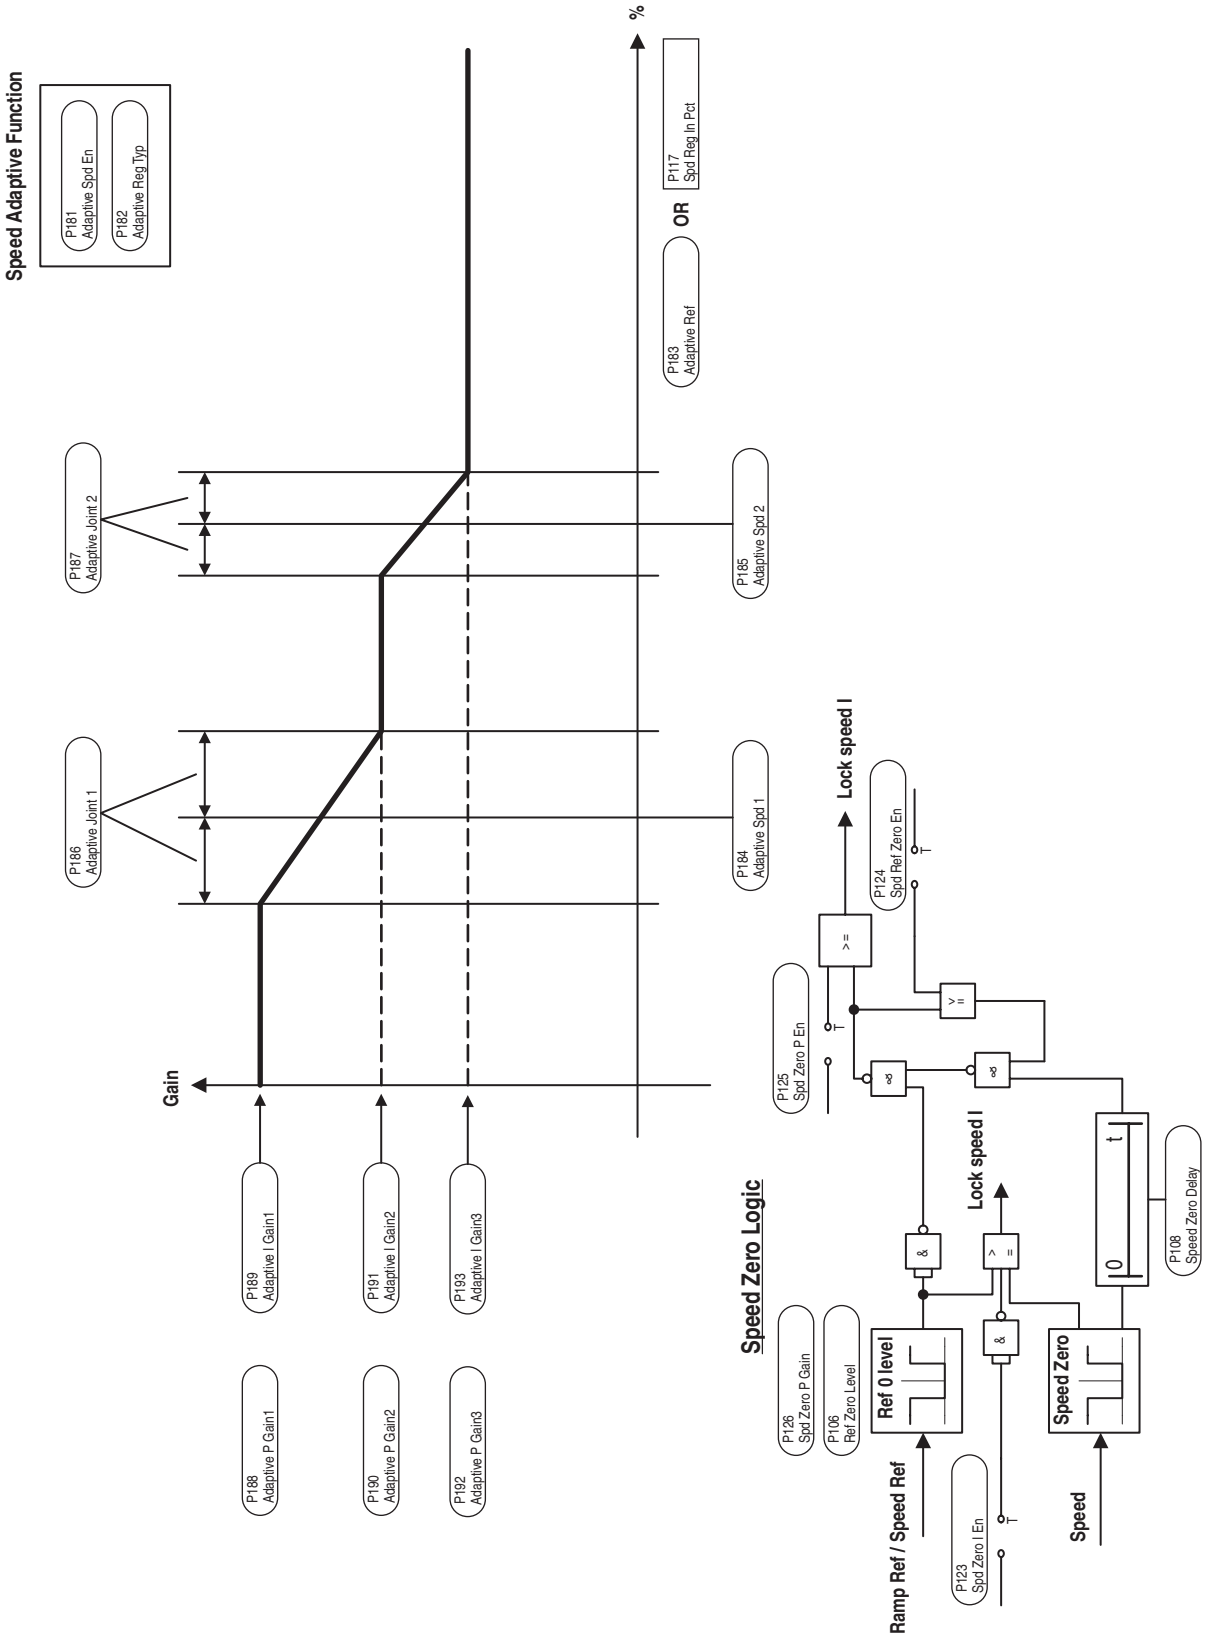 Speed Adaptive Function
P181
Adaptive Spd En
P182
Adaptive Reg Typ
P186
Adaptive Joint 1
P187
Adaptive Joint 2
Gain
%
P188
Adaptive P Gain1
P189
Adaptive I Gain1
P190
Adaptive P Gain2
P191
Adaptive I Gain2
P192
Adaptive P Gain3
P193
Adaptive I Gain3
P183
Adaptive Ref
OR
P117
Spd Reg In Pct
P184
Adaptive Spd 1
P185
Adaptive Spd 2
Speed Zero Logic
P126
Spd Zero P Gain
P106
Ref Zero Level
P125
Spd Zero P En
T
> =
Lock speed I
Ref 0 level
&
&
&
> =
P124
Spd Ref Zero En
T
Ramp Ref / Speed Ref
P123
Spd Zero I En
T
&
> =
Lock speed I
Speed
Speed Zero
0
t
P108
Speed Zero Delay